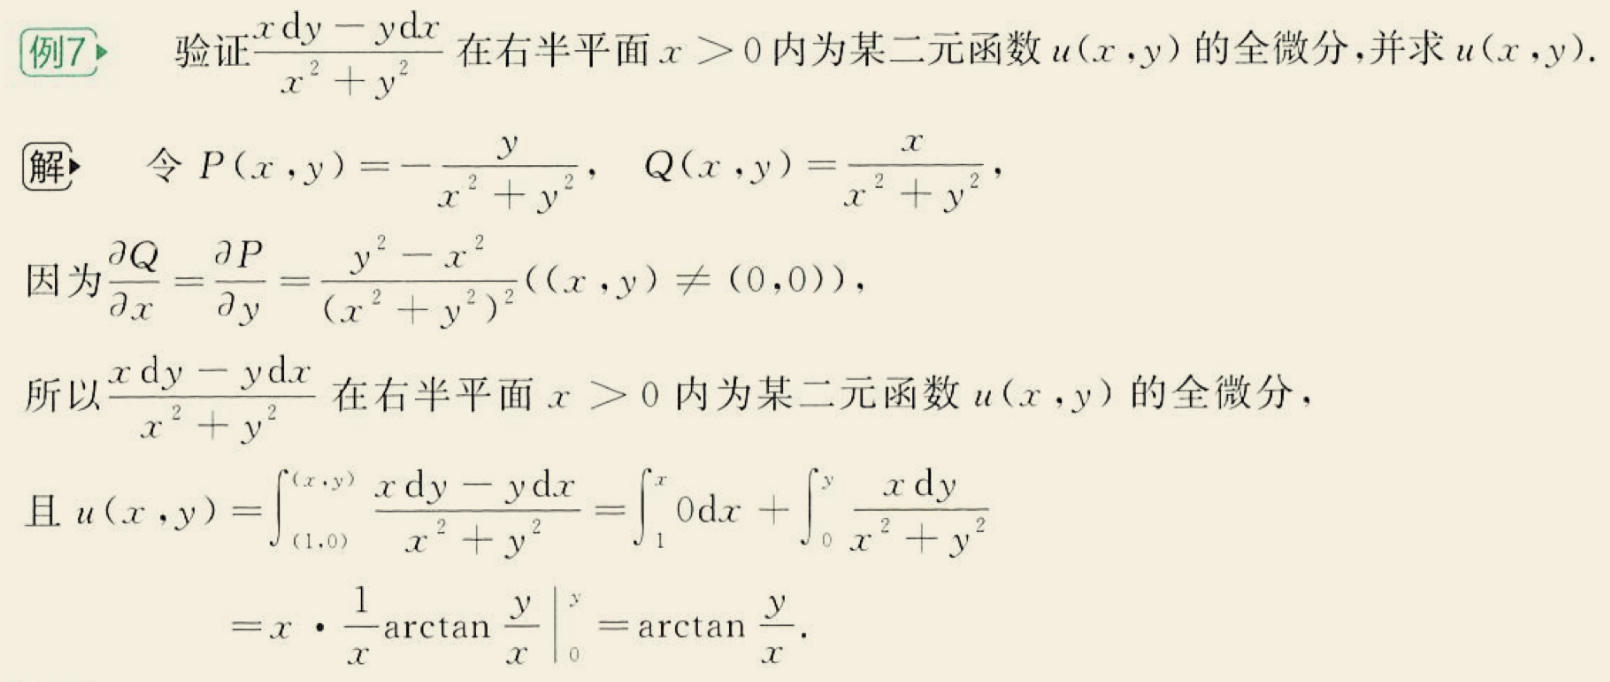 例7 验证$\frac{x\,dy-ydx}{x^2+y^2}$在右半平面$x>0$内为某二元函数$u(x,y)$的全微分,并求$u(x,y)$.
解 令$P(x,y)=-\frac{y}{x^2+y^2}$, $Q(x,y)=\frac{x}{x^2+y^2}$,
因为$\frac{\partial Q}{\partial x}=\frac{\partial P}{\partial y}=\frac{y^2-x^2}{(x^2+y^2)^2}((x,y)\neq(0,0))$,
所以$\frac{x\,dy-ydx}{x^2+y^2}$在右半平面$x>0$内为某二元函数$u(x,y)$的全微分,
且$u(x,y)=\int_{(1,0)}^{(x,y)}\frac{x\,dy-ydx}{x^2+y^2}=\int_1^x 0dx+\int_0^y\frac{x\,dy}{x^2+y^2}$
$=x\cdot\frac{1}{x}\arctan\frac{y}{x}\Big|_0^y=\arctan\frac{y}{x}$.